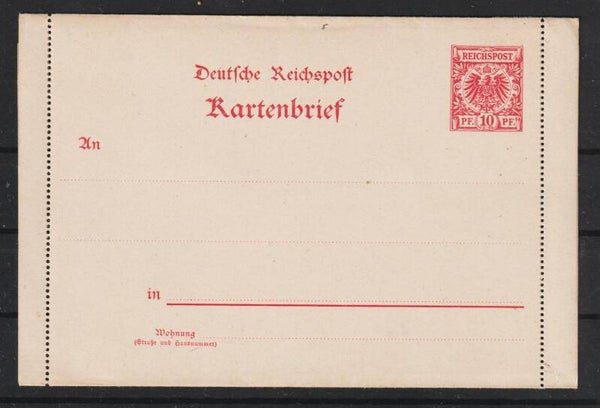 REICHSPOST
PF. 10 PF.
Deutsche Reichspost
Kartenbrief
An
in
Wohnung
(Straße und Hausnummer)